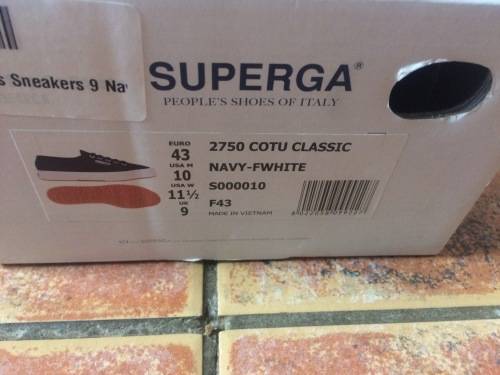 s Sneakers 9 Na
SUPERGA®
PEOPLE'S SHOES OF ITALY
EURO
43
USA M
10
USA W
11½
UK
9
2750 COTU CLASSIC
NAVY-FWHITE
S000010
F43
MADE IN VIETNAM